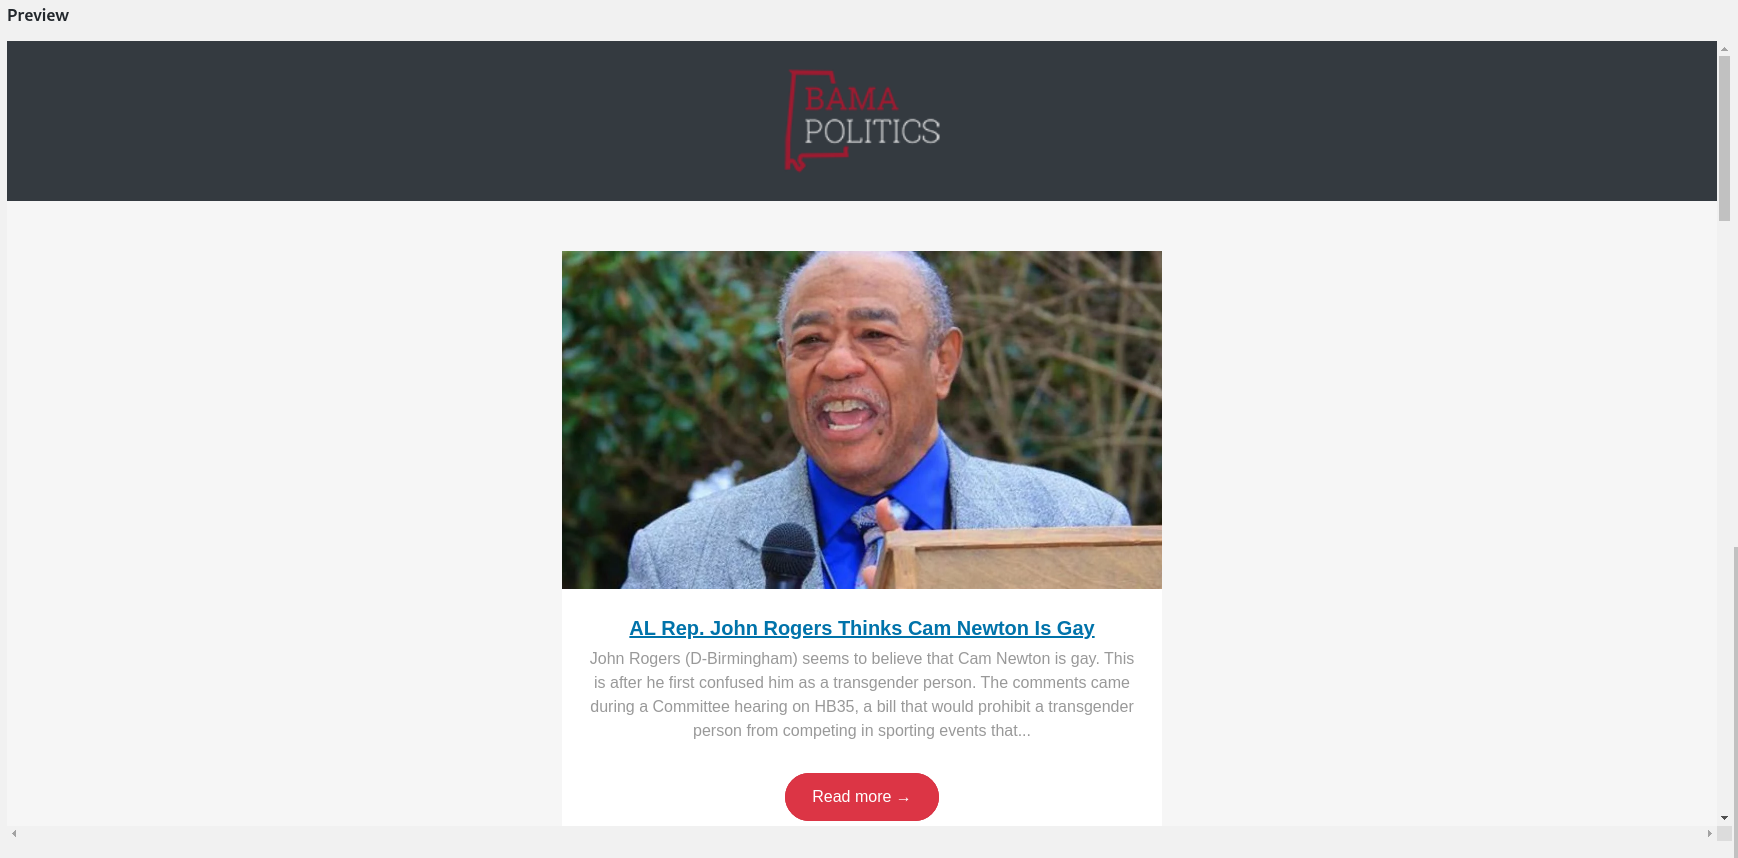 Preview
BAMA
POLITICS
AL Rep. John Rogers Thinks Cam Newton Is Gay
John Rogers (D-Birmingham) seems to believe that Cam Newton is gay. This
is after he first confused him as a transgender person. The comments came
during a Committee hearing on HB35, a bill that would prohibit a transgender
person from competing in sporting events that...
Read more →